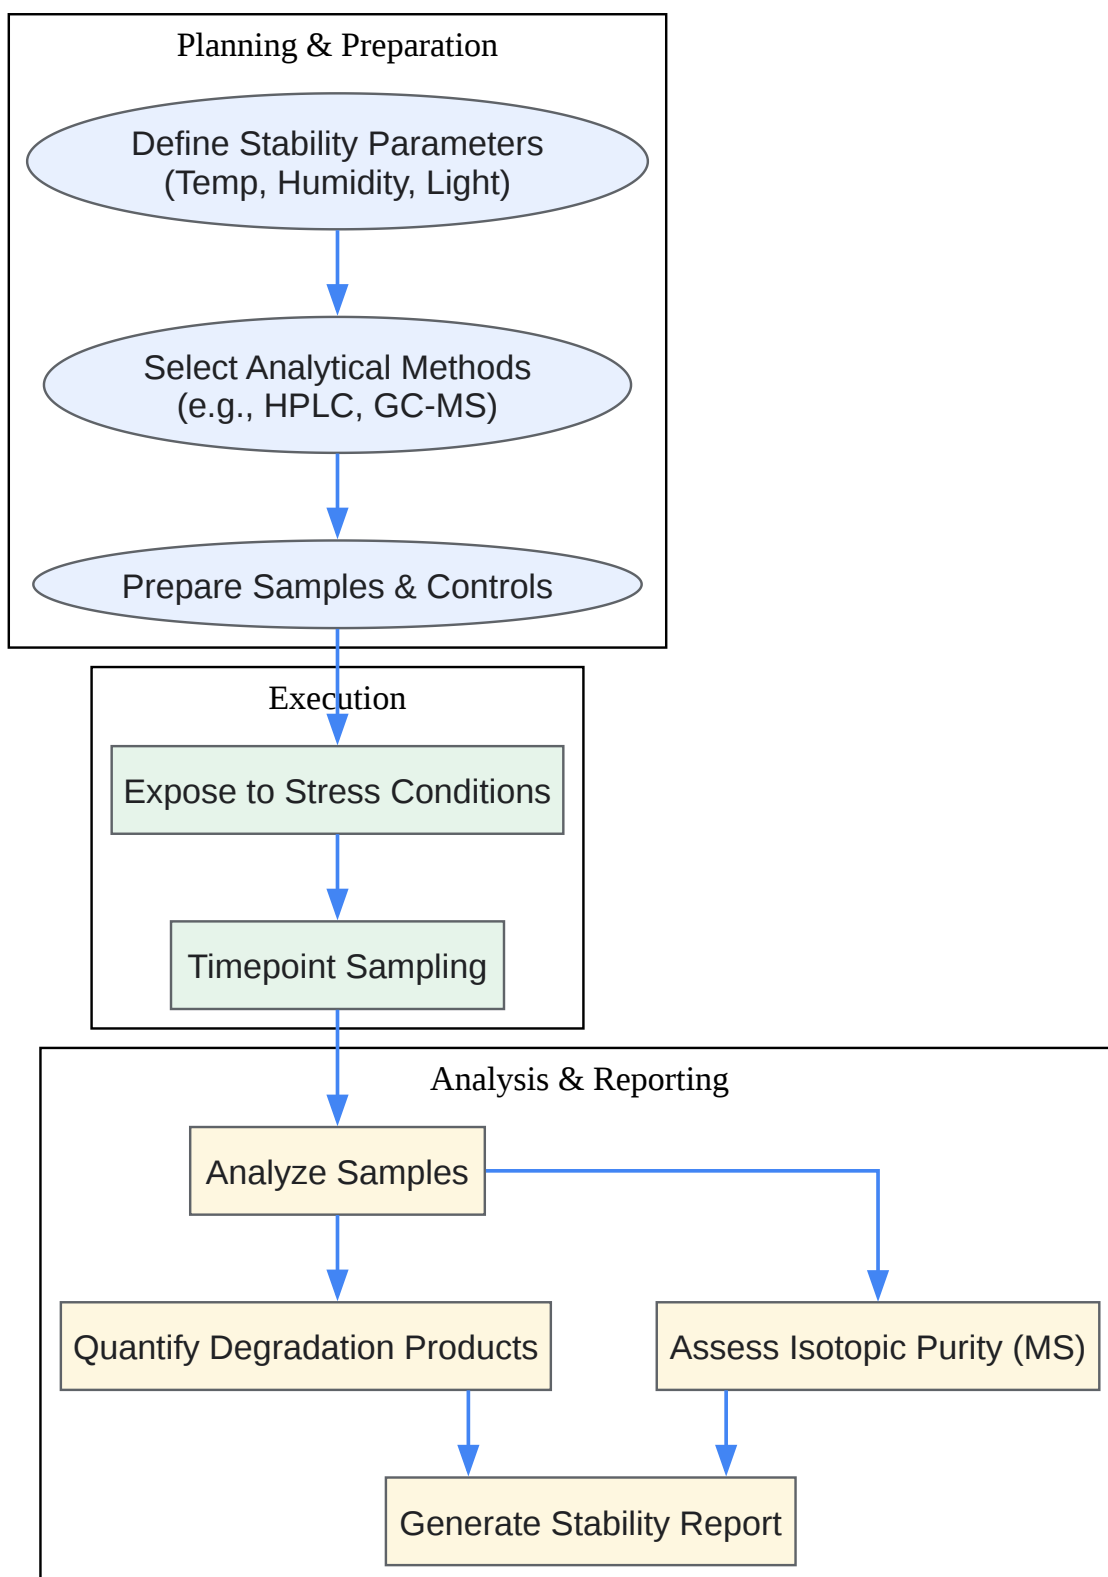 Planning & Preparation
Define Stability Parameters
(Temp, Humidity, Light)
Select Analytical Methods
(e.g., HPLC, GC-MS)
Prepare Samples & Controls
Execution
Expose to Stress Conditions
Timepoint Sampling
Analysis & Reporting
Analyze Samples
Quantify Degradation Products
Assess Isotopic Purity (MS)
Generate Stability Report